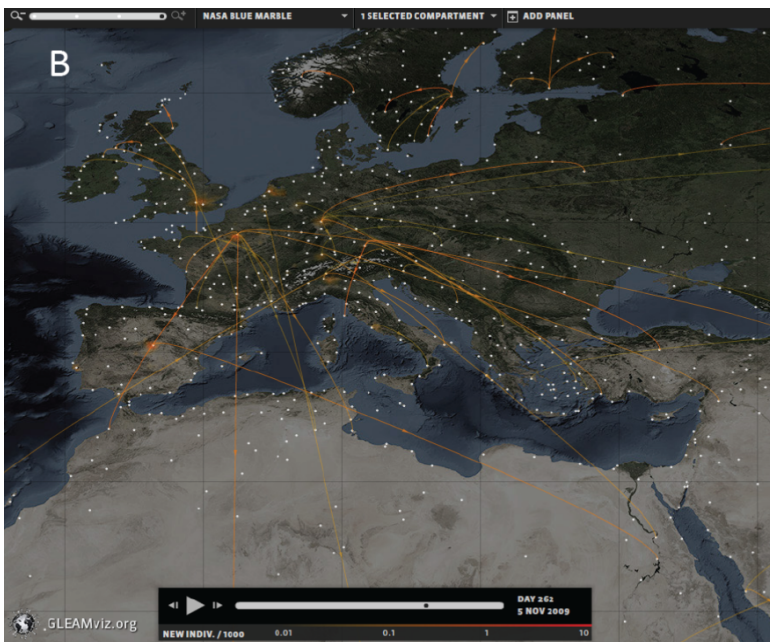 NASA BLUE MARBLE 1 SELECTED COMPARTMENT ADD PANEL
B
DAY 262
5 NOV 2009
GLEAMviz.org
NEW INDIV. / 1000 0.01 0.1 1 10